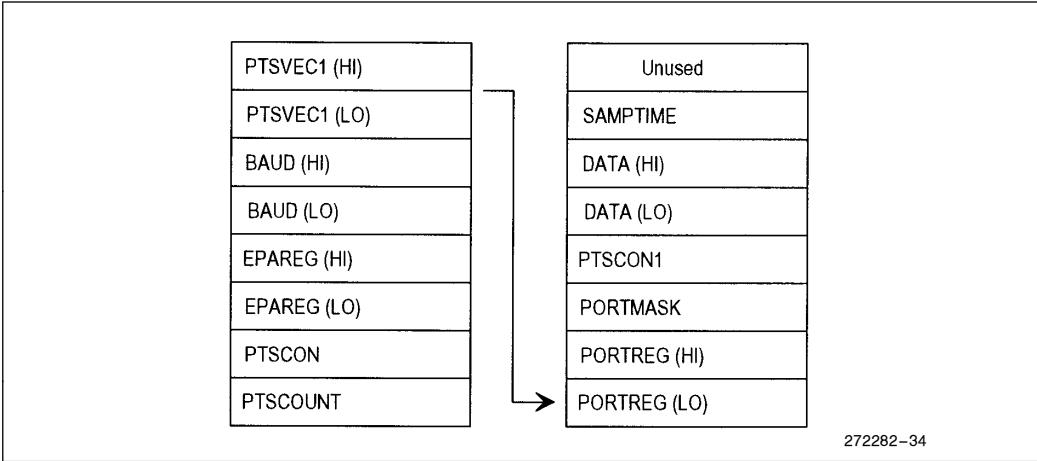 PTSVEC1 (HI)
PTSVEC1 (LO)
BAUD (HI)
BAUD (LO)
EPAREG (HI)
EPAREG (LO)
PTSCON
PTSCOUNT
Unused
SAMPTIME
DATA (HI)
DATA (LO)
PTSCON1
PORTMASK
PORTREG (HI)
PORTREG (LO)
272282–34